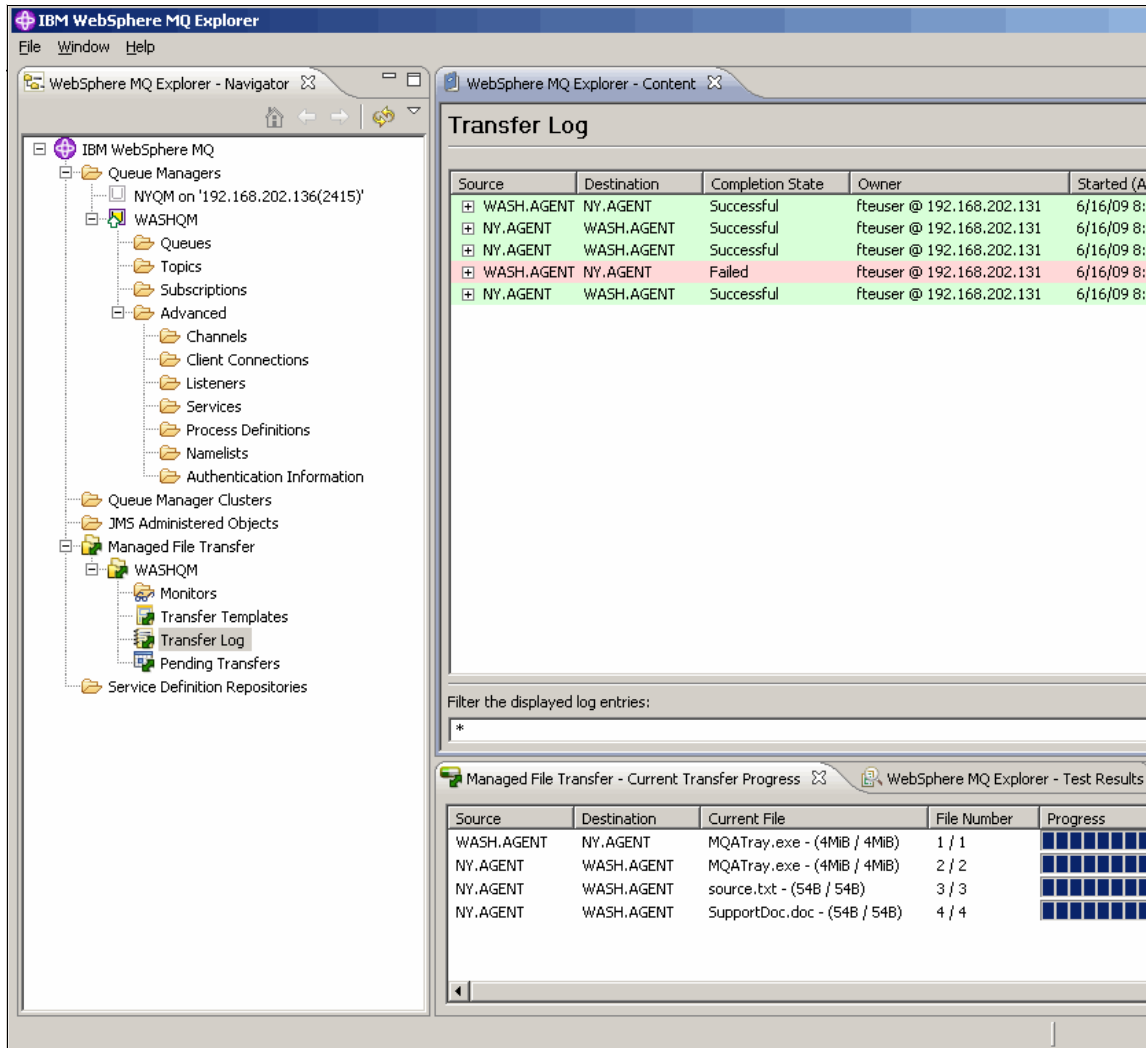 IBM WebSphere MQ Explorer
File Window Help
WebSphere MQ Explorer - Navigator
IBM WebSphere MQ
Queue Managers
NYQM on '192.168.202.136(2415)'
WASHQM
Queues
Topics
Subscriptions
Advanced
Channels
Client Connections
Listeners
Services
Process Definitions
Namelists
Authentication Information
Queue Manager Clusters
JMS Administered Objects
Managed File Transfer
WASHQM
Monitors
Transfer Templates
Transfer Log
Pending Transfers
Service Definition Repositories
WebSphere MQ Explorer - Content
Transfer Log
Source Destination Completion State Owner Started (A
WASH.AGENT NY.AGENT Successful fteuser @ 192.168.202.131 6/16/09 8:
NY.AGENT WASH.AGENT Successful fteuser @ 192.168.202.131 6/16/09 8:
NY.AGENT WASH.AGENT Successful fteuser @ 192.168.202.131 6/16/09 8:
WASH.AGENT NY.AGENT Failed fteuser @ 192.168.202.131 6/16/09 8:
NY.AGENT WASH.AGENT Successful fteuser @ 192.168.202.131 6/16/09 8:
Filter the displayed log entries:
*
Managed File Transfer - Current Transfer Progress WebSphere MQ Explorer - Test Results
Source Destination Current File File Number Progress
WASH.AGENT NY.AGENT MQATray.exe - (4MiB / 4MiB) 1 / 1
NY.AGENT WASH.AGENT MQATray.exe - (4MiB / 4MiB) 2 / 2
NY.AGENT WASH.AGENT source.txt - (54B / 54B) 3 / 3
NY.AGENT WASH.AGENT SupportDoc.doc - (54B / 54B) 4 / 4